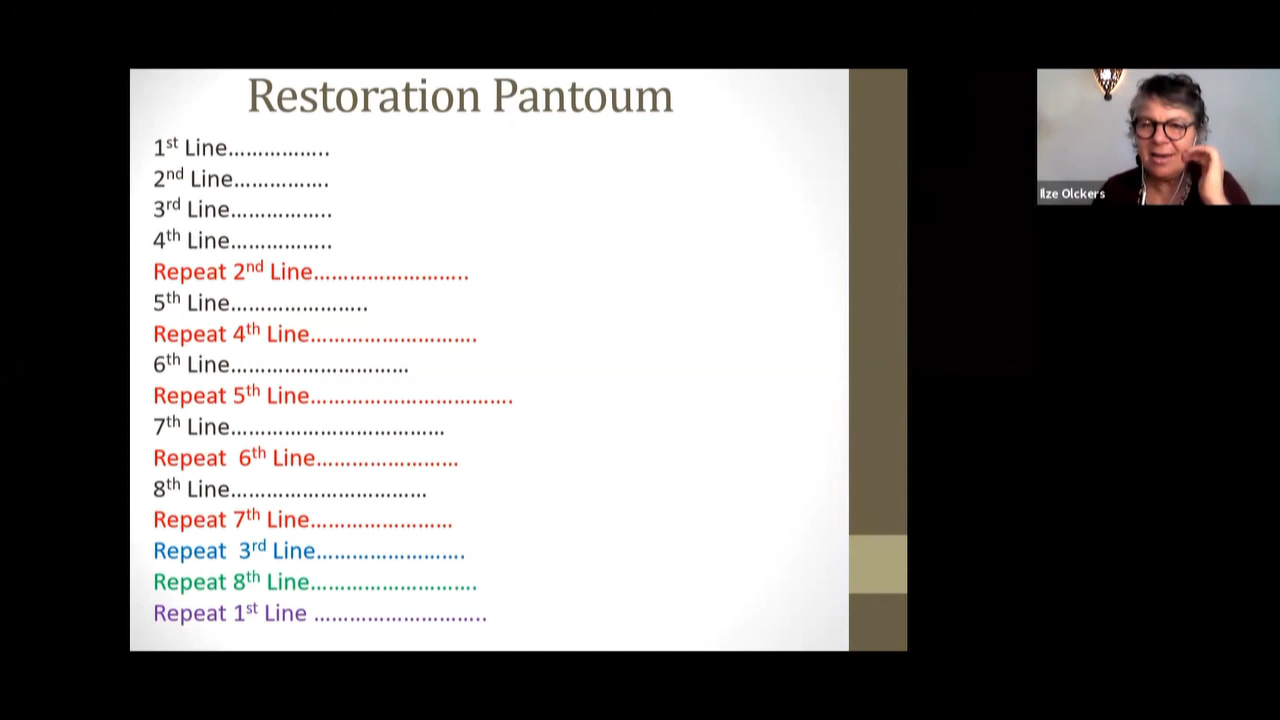 Restoration Pantoum
1st Line……………..
2nd Line…………….
3rd Line……………..
4th Line……………..
Repeat 2nd Line……………………..
5th Line…………………..
Repeat 4th Line……………………….
6th Line…………………………
Repeat 5th Line…………………………….
7th Line………………………………
Repeat  6th Line……………………
8th Line……………………………
Repeat 7th Line……………………
Repeat  3rd Line…………………….
Repeat 8th Line……………………….
Repeat 1st Line ………………………..
Ilze Olckers